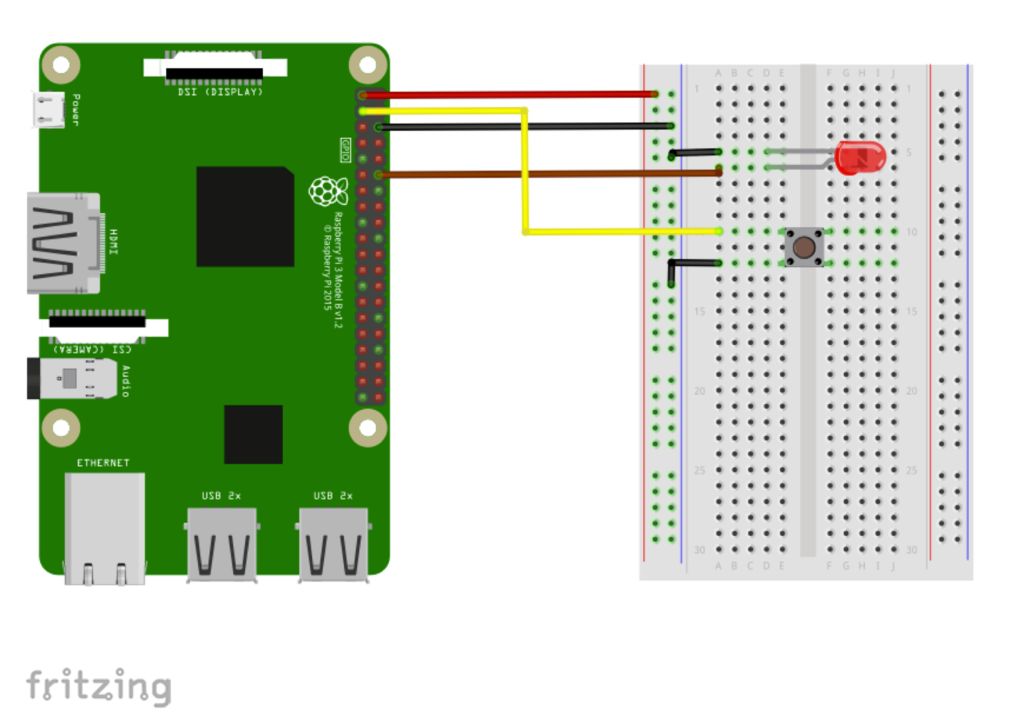 DSI (DISPLAY)
Power
GPIO
HDMI
Raspberry Pi 3 Model B v1.2
© Raspberry Pi 2015
CSI (CAMERA)
Audio
ETHERNET
USB 2x
USB 2x
A B C D E F G H I J
1 1
5 5
10 10
15 15
20 20
25 25
30 30
A B C D E F G H I J
fritzing